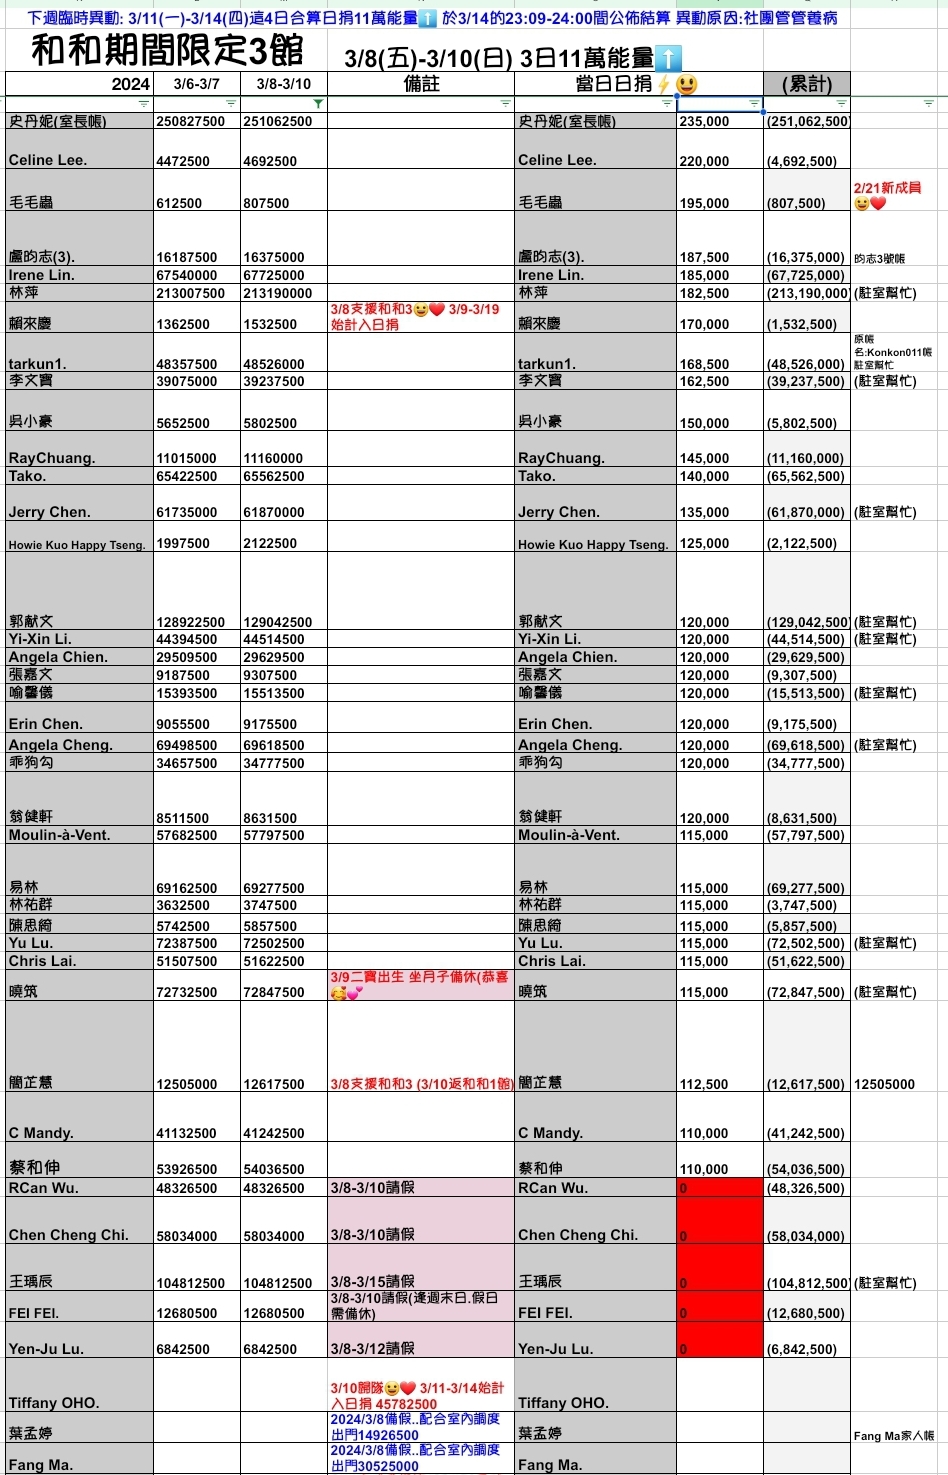 下週臨時異動: 3/11(一)-3/14(四)這4日合算日捐11萬能量⬆️ 於3/14的23:09-24:00間公佈結算 異動原因:社團管管養病
和和期間限定3館 3/8(五)-3/10(日) 3日11萬能量⬆️
2024 3/6-3/7 3/8-3/10 備註 當日日捐⚡😃 (累計)
史丹妮(室長帳) 250827500 251062500 史丹妮(室長帳) 235,000 (251,062,500)
Celine Lee. 4472500 4692500 Celine Lee. 220,000 (4,692,500)
毛毛蟲 612500 807500 毛毛蟲 195,000 (807,500) 2/21新成員
😀❤️
盧昀志(3). 16187500 16375000 盧昀志(3). 187,500 (16,375,000) 昀志3號帳
Irene Lin. 67540000 67725000 Irene Lin. 185,000 (67,725,000)
林萍 213007500 213190000 林萍 182,500 (213,190,000) (駐室幫忙)
賴來慶 1362500 1532500 3/8支援和和3😀❤️ 3/9-3/19
始計入日捐 賴來慶 170,000 (1,532,500)
tarkun1. 48357500 48526000 tarkun1. 168,500 (48,526,000) 原帳
名:Konkon011帳
駐室幫忙
李文寶 39075000 39237500 李文寶 162,500 (39,237,500) (駐室幫忙)
吳小豪 5652500 5802500 吳小豪 150,000 (5,802,500)
RayChuang. 11015000 11160000 RayChuang. 145,000 (11,160,000)
Tako. 65422500 65562500 Tako. 140,000 (65,562,500)
Jerry Chen. 61735000 61870000 Jerry Chen. 135,000 (61,870,000) (駐室幫忙)
Howie Kuo Happy Tseng. 1997500 2122500 Howie Kuo Happy Tseng. 125,000 (2,122,500)
郭献文 128922500 129042500 郭献文 120,000 (129,042,500) (駐室幫忙)
Yi-Xin Li. 44394500 44514500 Yi-Xin Li. 120,000 (44,514,500) (駐室幫忙)
Angela Chien. 29509500 29629500 Angela Chien. 120,000 (29,629,500)
張嘉文 9187500 9307500 張嘉文 120,000 (9,307,500)
喻馨儀 15393500 15513500 喻馨儀 120,000 (15,513,500) (駐室幫忙)
Erin Chen. 9055500 9175500 Erin Chen. 120,000 (9,175,500)
Angela Cheng. 69498500 69618500 Angela Cheng. 120,000 (69,618,500) (駐室幫忙)
乖狗勾 34657500 34777500 乖狗勾 120,000 (34,777,500)
翁健軒 8511500 8631500 翁健軒 120,000 (8,631,500)
Moulin-à-Vent. 57682500 57797500 Moulin-à-Vent. 115,000 (57,797,500)
易林 69162500 69277500 易林 115,000 (69,277,500)
林祐群 3632500 3747500 林祐群 115,000 (3,747,500)
陳思綺 5742500 5857500 陳思綺 115,000 (5,857,500)
Yu Lu. 72387500 72502500 Yu Lu. 115,000 (72,502,500) (駐室幫忙)
Chris Lai. 51507500 51622500 Chris Lai. 115,000 (51,622,500)
曉筑 72732500 72847500 3/9二寶出生 坐月子備休(恭喜
🥰💕 曉筑 115,000 (72,847,500) (駐室幫忙)
閻芷慧 12505000 12617500 3/8支援和和3 (3/10返和和1館) 閻芷慧 112,500 (12,617,500) 12505000
C Mandy. 41132500 41242500 C Mandy. 110,000 (41,242,500)
蔡和伸 53926500 54036500 蔡和伸 110,000 (54,036,500)
RCan Wu. 48326500 48326500 3/8-3/10請假 RCan Wu. 0 (48,326,500)
Chen Cheng Chi. 58034000 58034000 3/8-3/10請假 Chen Cheng Chi. 0 (58,034,000)
王瑀辰 104812500 104812500 3/8-3/15請假 王瑀辰 0 (104,812,500) (駐室幫忙)
FEI FEI. 12680500 12680500 3/8-3/10請假(逢週末日.假日
需備休) FEI FEI. 0 (12,680,500)
Yen-Ju Lu. 6842500 6842500 3/8-3/12請假 Yen-Ju Lu. 0 (6,842,500)
Tiffany OHO. 3/10歸隊😀❤️ 3/11-3/14始計
入日捐 45782500 Tiffany OHO.
葉孟婷 2024/3/8備假..配合室內調度
出門14926500 葉孟婷 Fang Ma家人帳
Fang Ma. 2024/3/8備假..配合室內調度
出門30525000 Fang Ma.